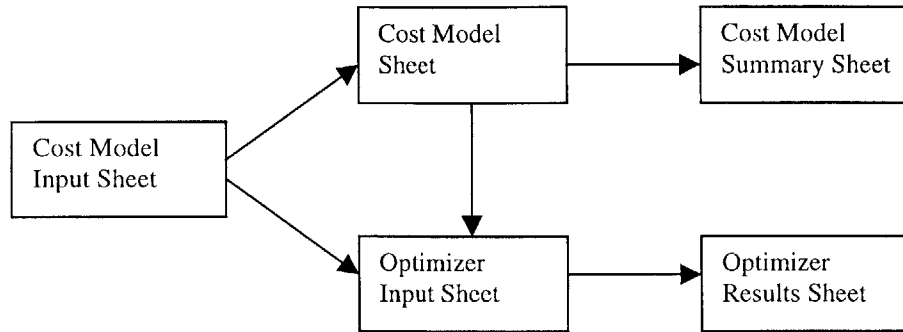 Cost Model
Sheet
Cost Model
Summary Sheet
Cost Model
Input Sheet
Optimizer
Input Sheet
Optimizer
Results Sheet